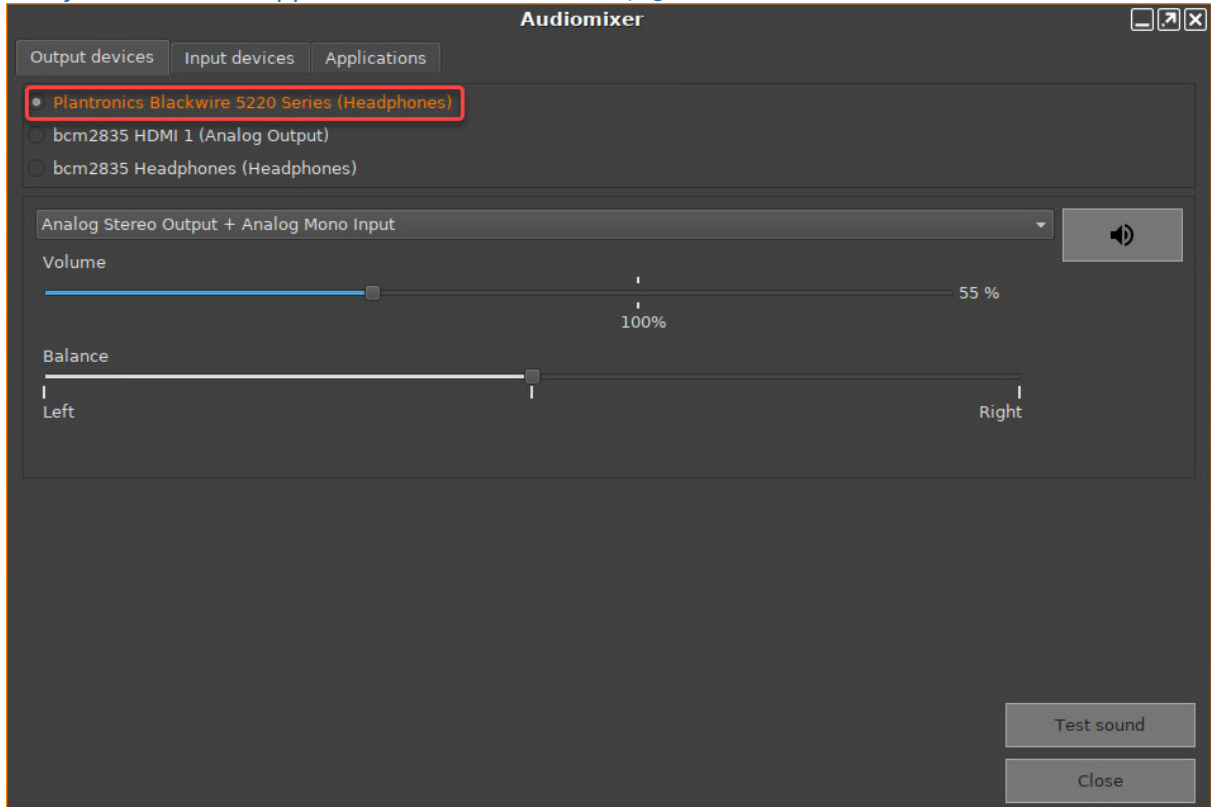 Audiomixer
Output devices Input devices Applications
Plantronics Blackwire 5220 Series (Headphones)
bcm2835 HDMI 1 (Analog Output)
bcm2835 Headphones (Headphones)
Analog Stereo Output + Analog Mono Input
Volume
55 %
100%
Balance
Left Right
Test sound
Close